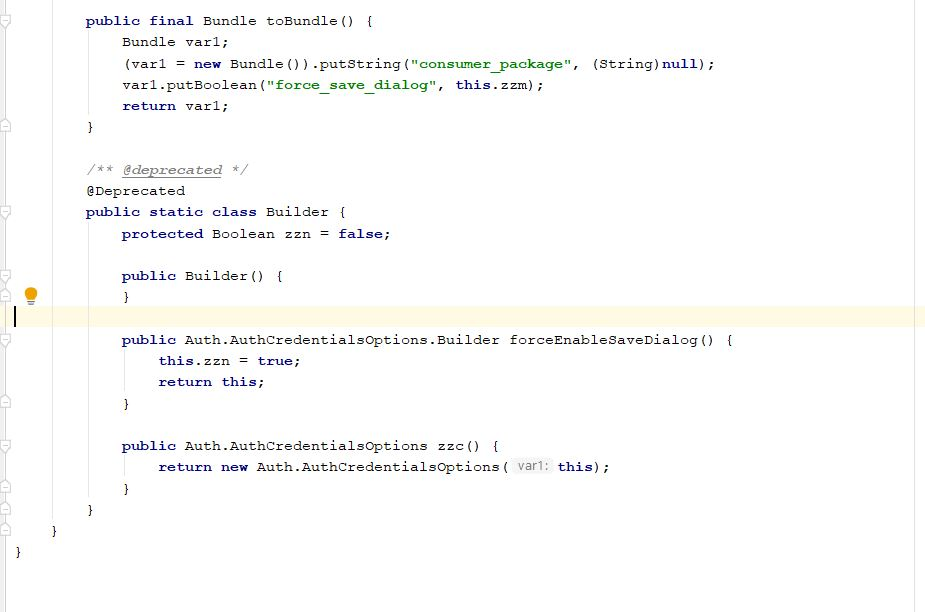 public final Bundle toBundle() {
Bundle var1;
(var1 = new Bundle()).putString("consumer_package", (String)null);
var1.putBoolean("force_save_dialog", this.zzm);
return var1;
}
/** @deprecated */
@Deprecated
public static class Builder {
protected Boolean zzn = false;
public Builder() {
}
public Auth.AuthCredentialsOptions.Builder forceEnableSaveDialog() {
this.zzn = true;
return this;
}
public Auth.AuthCredentialsOptions zzc() {
return new Auth.AuthCredentialsOptions( var1: this);
}
}
}
}